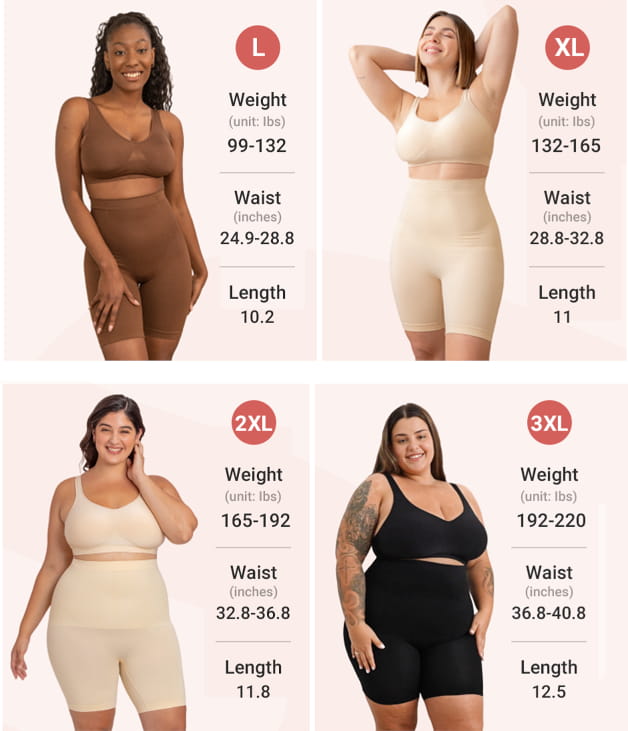 L
Weight
(unit: lbs)
99-132
Waist
(inches)
24.9-28.8
Length
10.2
XL
Weight
(unit: lbs)
132-165
Waist
(inches)
28.8-32.8
Length
11
2XL
Weight
(unit: lbs)
165-192
Waist
(inches)
32.8-36.8
Length
11.8
3XL
Weight
(unit: lbs)
192-220
Waist
(inches)
36.8-40.8
Length
12.5